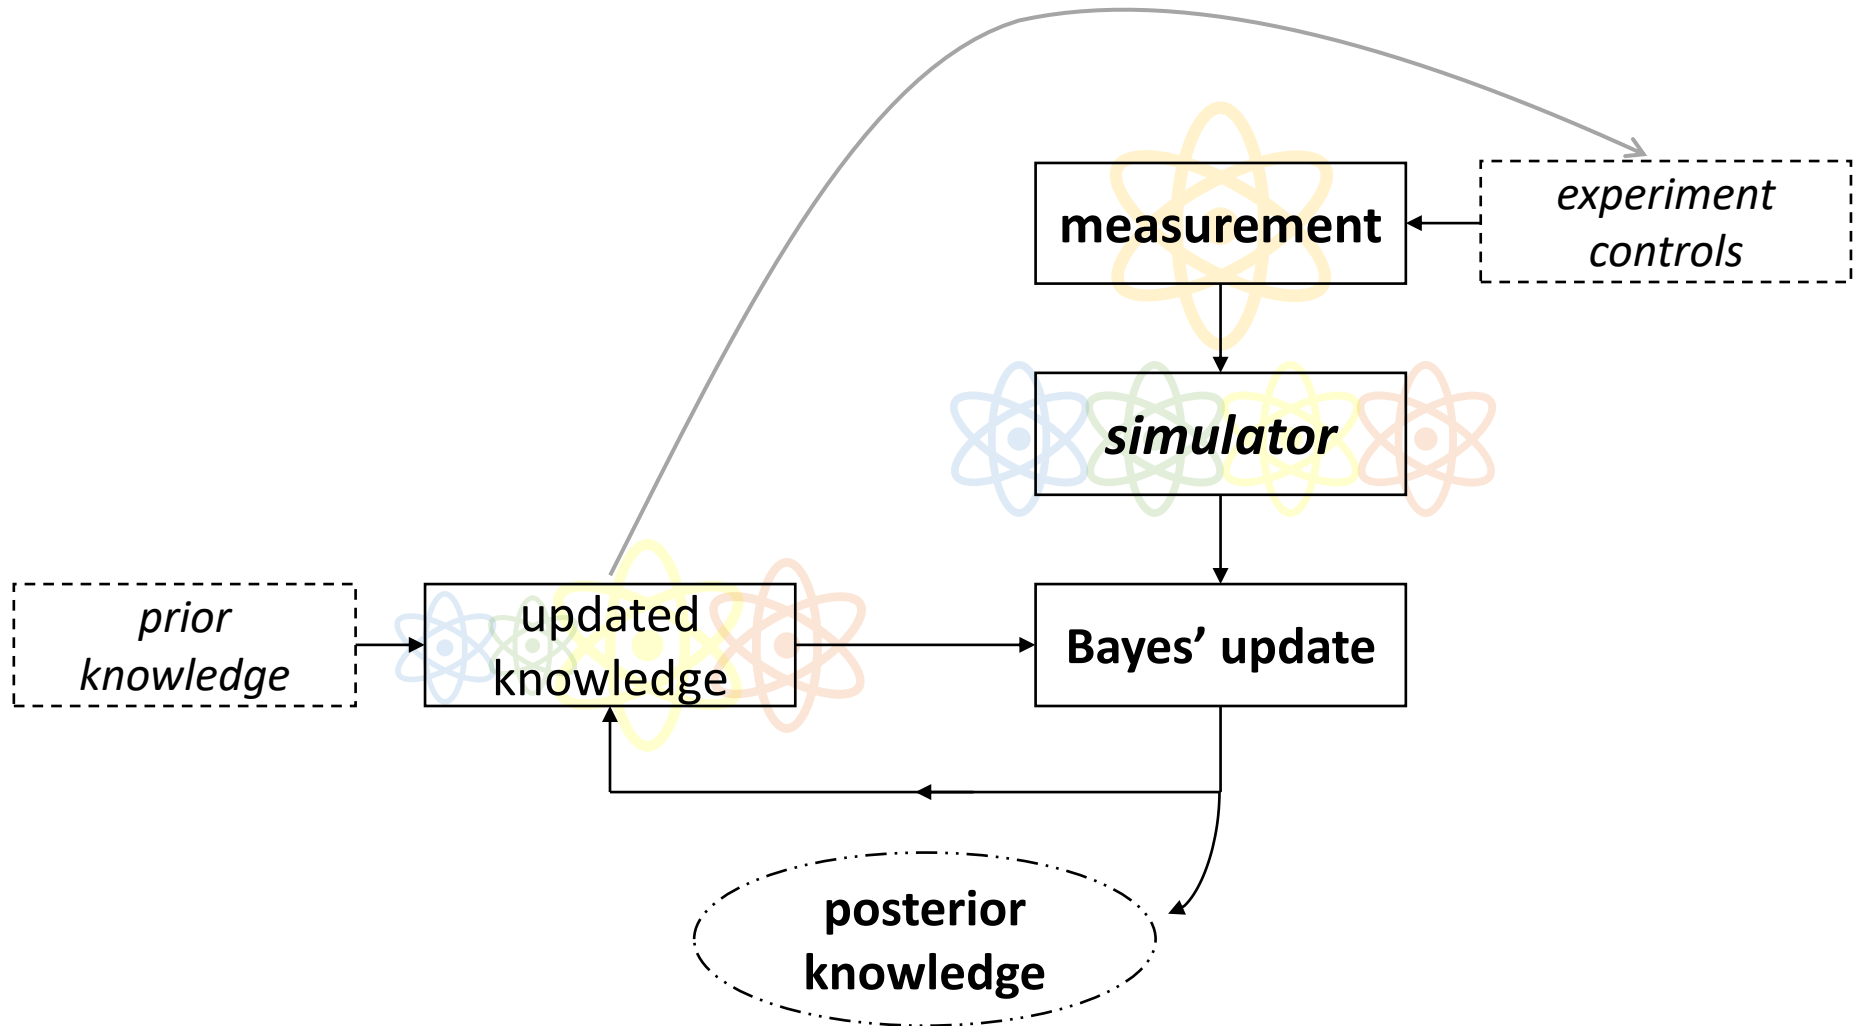 measurement
experiment
controls
simulator
prior
knowledge
updated
knowledge
Bayes’ update
posterior
knowledge